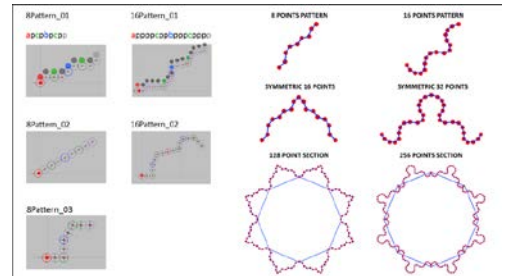 8Pattern_01
apcpbpcpp
16Pattern_01
8Pattern_02
16Pattern_02
8Pattern_03
8 POINTS PATTERN
16 POINTS PATTERN
SYMMETRIC 16 POINTS
SYMMETRIC 32 POINTS
128 POINT SECTION
256 POINTS SECTION